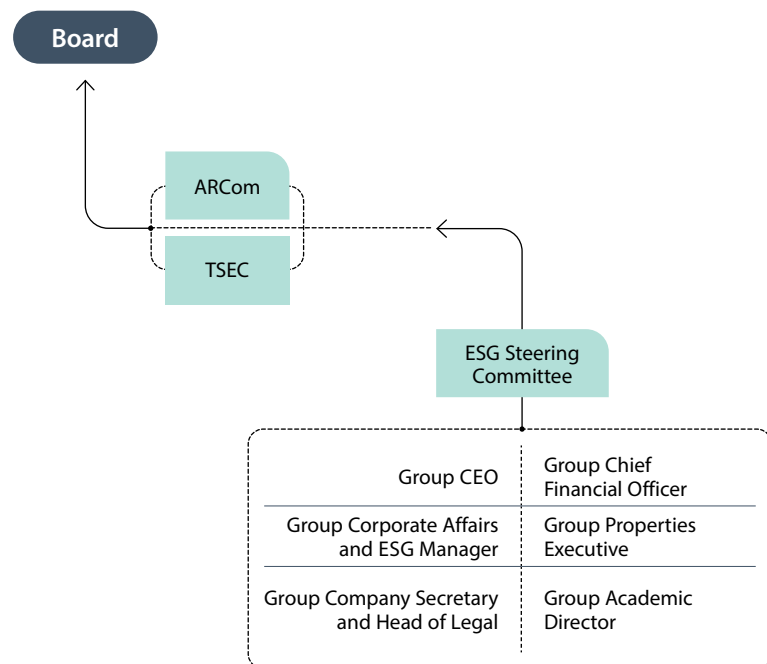 Board
ARCom
TSEC
ESG Steering
Committee
Group CEO
Group Chief
Financial Officer
Group Corporate Affairs
and ESG Manager
Group Properties
Executive
Group Company Secretary
and Head of Legal
Group Academic
Director